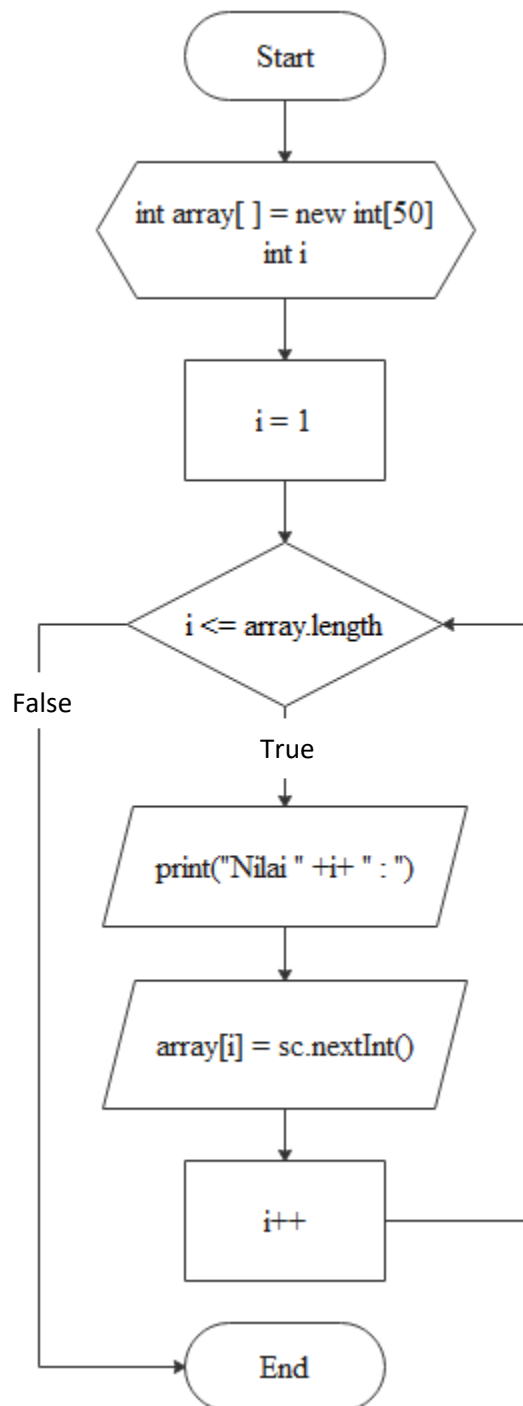 Start
int array[ ] = new int[50]
int i
i = 1
i <= array.length
False
True
print("Nilai " +i+ " : ")
array[i] = sc.nextInt()
i++
End